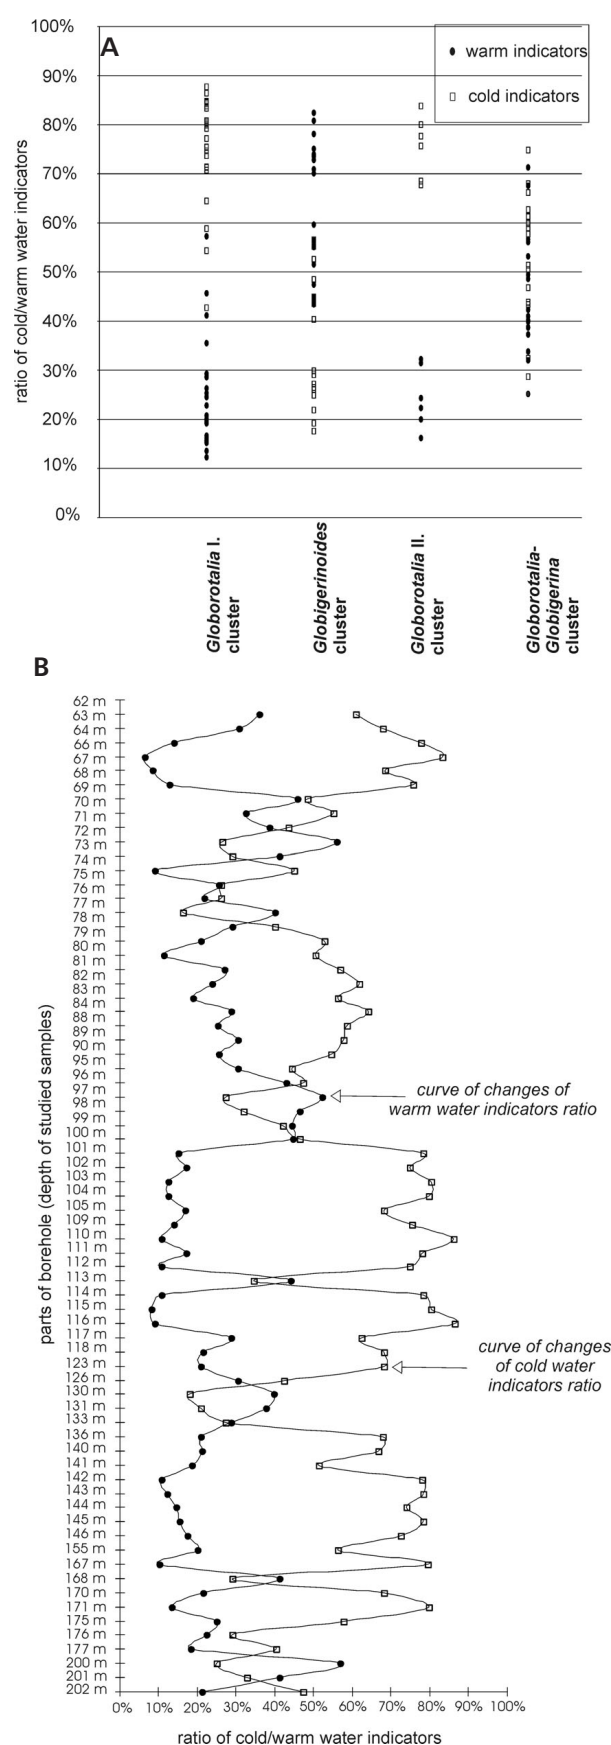 100%
A
warm indicators
90%
cold indicators
80%
70%
60%
50%
40%
30%
20%
10%
0%
ratio of cold/warm water indicators
Globorotalia I.
cluster
Globigerinoides
cluster
Globorotalia II.
cluster
Globorotalia-
Globigerina
cluster
B
62 m
63 m
64 m
66 m
67 m
68 m
69 m
70 m
71 m
72 m
73 m
74 m
75 m
76 m
77 m
78 m
79 m
80 m
81 m
82 m
83 m
84 m
88 m
89 m
90 m
95 m
96 m
97 m
98 m
99 m
100 m
101 m
102 m
103 m
104 m
105 m
109 m
110 m
111 m
112 m
113 m
114 m
115 m
116 m
117 m
118 m
123 m
126 m
130 m
131 m
133 m
136 m
140 m
141 m
142 m
143 m
144 m
145 m
146 m
155 m
167 m
168 m
170 m
171 m
175 m
176 m
177 m
200 m
201 m
202 m
parts of borehole (depth of studied samples)
curve of changes of
warm water indicators ratio
curve of changes
of cold water
indicators ratio
0% 10% 20% 30% 40% 50% 60% 70% 80% 90% 100%
ratio of cold/warm water indicators